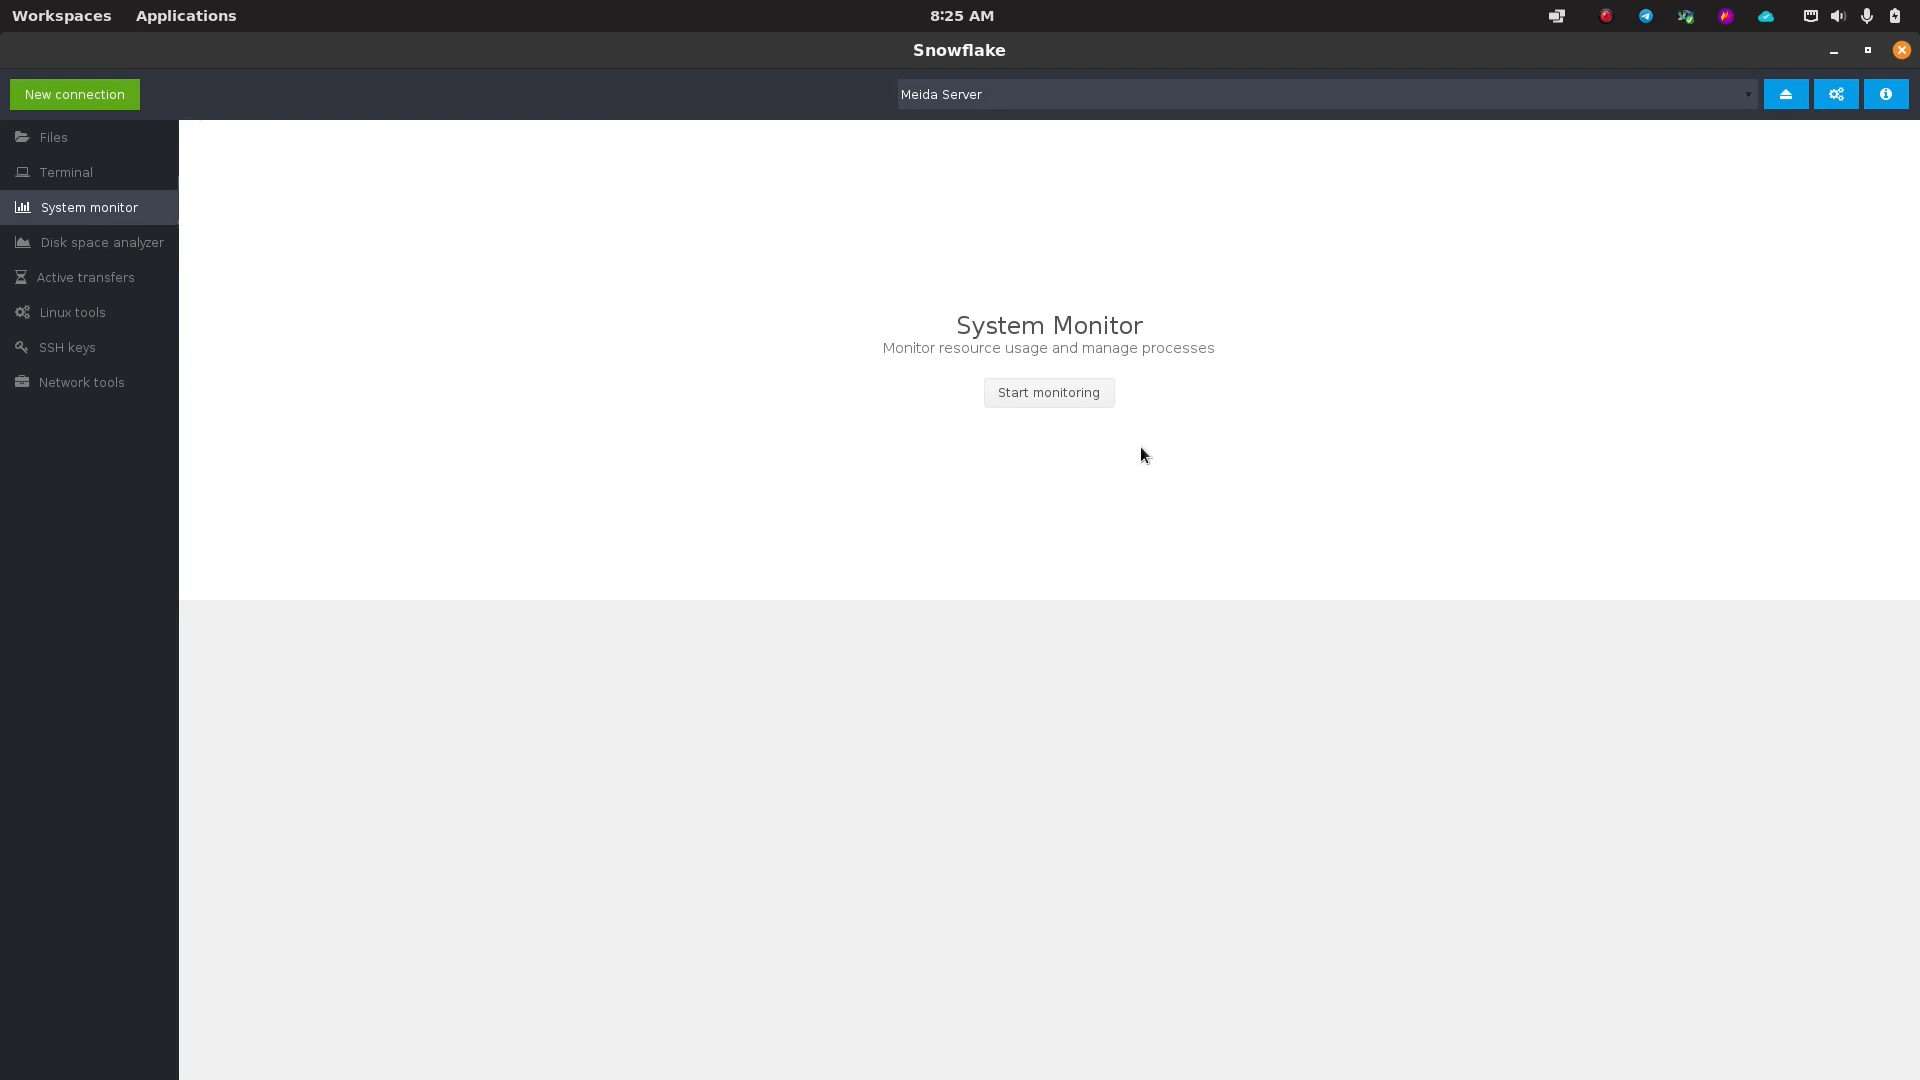 Workspaces Applications 8:25 AM
Snowflake
New connection Meida Server
Files
Terminal
System monitor
Disk space analyzer
Active transfers
Linux tools
SSH keys
Network tools
System Monitor
Monitor resource usage and manage processes
Start monitoring